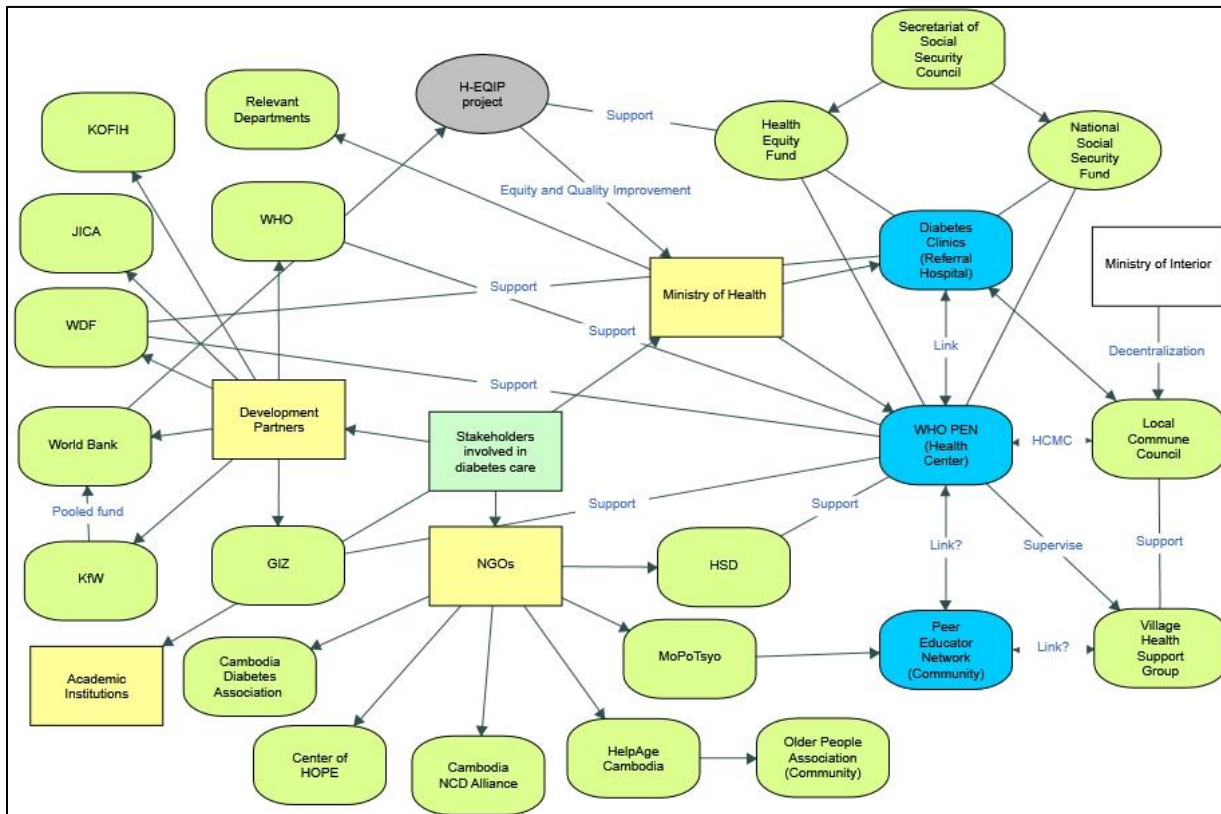 Secretariat of
Social
Security
Council
H-EQIP
project
Relevant
Departments
Support
Health
Equity
Fund
National
Social
Security
Fund
KOFIH
Equity and Quality Improvement
WHO
JICA
Diabetes
Clinics
(Referral
Hospital)
Ministry of Interior
Ministry of Health
Support
WDF
Support
Link
Decentralization
Support
Development
Partners
Stakeholders
involved in
diabetes care
World Bank
WHO PEN
(Health
Center)
HCMC
Local
Commune
Council
Pooled fund
Support
Support
KfW
GIZ
NGOs
HSD
Link?
Supervise
Support
Academic
Institutions
Cambodia
Diabetes
Association
MoPoTsyo
Peer
Educator
Network
(Community)
Link?
Village
Health
Support
Group
Center of
HOPE
Cambodia
NCD Alliance
HelpAge
Cambodia
Older People
Association
(Community)